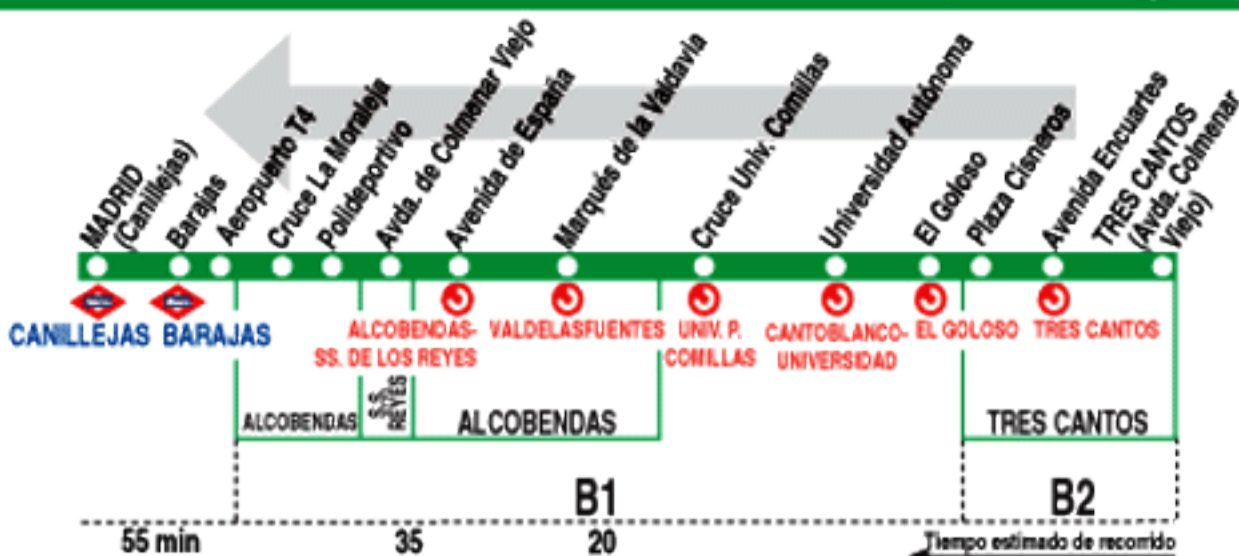 MADRID
(Canillejas)
Barajas
Aeropuerto T4
Cruce La Moraleja
Polideportivo
Avda. de Colmenar Viejo
Avenida de España
Marqués de la Valdavia
Cruce Univ. Comillas
Universidad Autónoma
El Goloso
Plaza Cisneros
Avenida Encuartes
TRES CANTOS
(Avda. Colmenar
Viejo)
CANILLEJAS
BARAJAS
ALCOBENDAS-
SS. DE LOS REYES
VALDELASFUENTES
UNIV. P.
COMILLAS
CANTOBLANCO-
UNIVERSIDAD
EL GOLOSO
TRES CANTOS
ALCOBENDAS
S.S.
REYES
ALCOBENDAS
TRES CANTOS
B1
B2
55 min
35
20
Tiempo estimado de recorrido